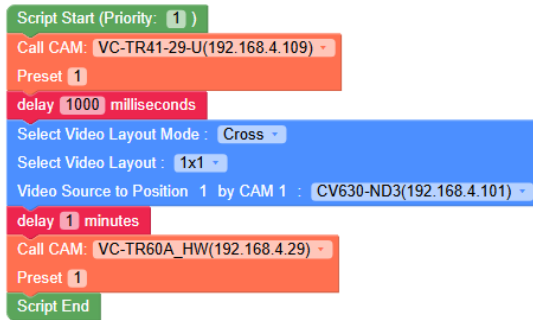 Script Start (Priority: 1 )
Call CAM: VC-TR41-29-U(192.168.4.109)
Preset 1
delay 1000 milliseconds
Select Video Layout Mode : Cross
Select Video Layout : 1x1
Video Source to Position 1 by CAM 1 : CV630-ND3(192.168.4.101)
delay 1 minutes
Call CAM: VC-TR60A_HW(192.168.4.29)
Preset 1
Script End